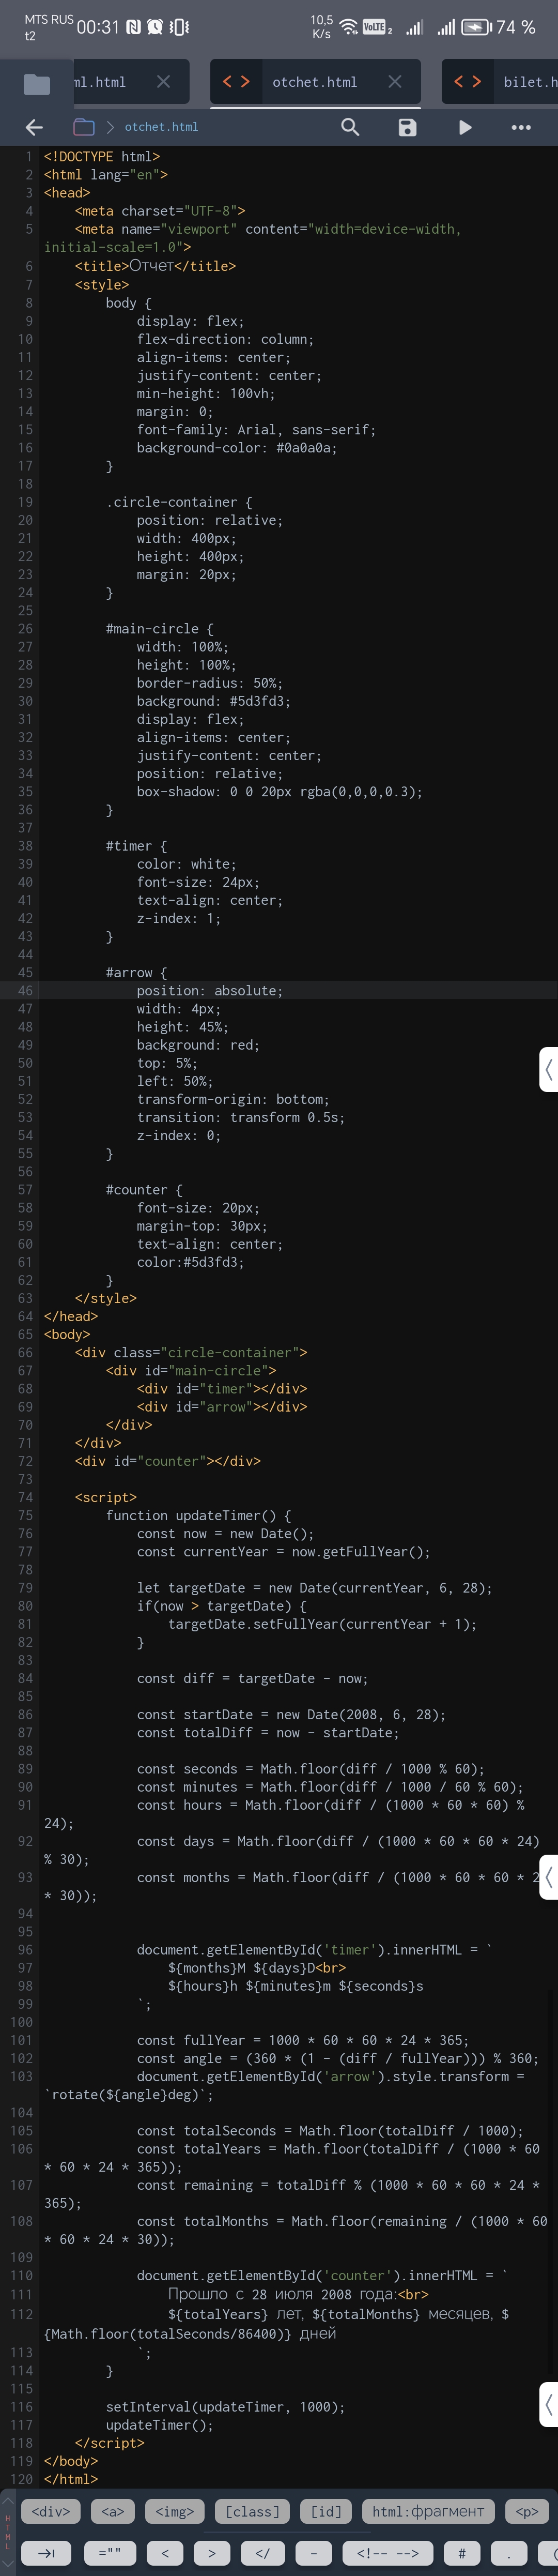 MTS RUS
t2
00:31
10,5
K/s
VoLTE 2
74 %
ml.html
< > otchet.html
< > bilet.h
otchet.html
1 <!DOCTYPE html>
2 <html lang="en">
3 <head>
4 <meta charset="UTF-8">
5 <meta name="viewport" content="width=device-width,
initial-scale=1.0">
6 <title>Отчет</title>
7 <style>
8 body {
9 display: flex;
10 flex-direction: column;
11 align-items: center;
12 justify-content: center;
13 min-height: 100vh;
14 margin: 0;
15 font-family: Arial, sans-serif;
16 background-color: #0a0a0a;
17 }
18
19 .circle-container {
20 position: relative;
21 width: 400px;
22 height: 400px;
23 margin: 20px;
24 }
25
26 #main-circle {
27 width: 100%;
28 height: 100%;
29 border-radius: 50%;
30 background: #5d3fd3;
31 display: flex;
32 align-items: center;
33 justify-content: center;
34 position: relative;
35 box-shadow: 0 0 20px rgba(0,0,0,0.3);
36 }
37
38 #timer {
39 color: white;
40 font-size: 24px;
41 text-align: center;
42 z-index: 1;
43 }
44
45 #arrow {
46 position: absolute;
47 width: 4px;
48 height: 45%;
49 background: red;
50 top: 5%;
51 left: 50%;
52 transform-origin: bottom;
53 transition: transform 0.5s;
54 z-index: 0;
55 }
56
57 #counter {
58 font-size: 20px;
59 margin-top: 30px;
60 text-align: center;
61 color:#5d3fd3;
62 }
63 </style>
64 </head>
65 <body>
66 <div class="circle-container">
67 <div id="main-circle">
68 <div id="timer"></div>
69 <div id="arrow"></div>
70 </div>
71 </div>
72 <div id="counter"></div>
73
74 <script>
75 function updateTimer() {
76 const now = new Date();
77 const currentYear = now.getFullYear();
78
79 let targetDate = new Date(currentYear, 6, 28);
80 if(now > targetDate) {
81 targetDate.setFullYear(currentYear + 1);
82 }
83
84 const diff = targetDate - now;
85
86 const startDate = new Date(2008, 6, 28);
87 const totalDiff = now - startDate;
88
89 const seconds = Math.floor(diff / 1000 % 60);
90 const minutes = Math.floor(diff / 1000 / 60 % 60);
91 const hours = Math.floor(diff / (1000 * 60 * 60) %
24);
92 const days = Math.floor(diff / (1000 * 60 * 60 * 24)
% 30);
93 const months = Math.floor(diff / (1000 * 60 * 60 * 2
* 30));
94
95
96 document.getElementById('timer').innerHTML = `
97 ${months}M ${days}D<br>
98 ${hours}h ${minutes}m ${seconds}s
99 `;
100
101 const fullYear = 1000 * 60 * 60 * 24 * 365;
102 const angle = (360 * (1 - (diff / fullYear))) % 360;
103 document.getElementById('arrow').style.transform =
`rotate(${angle}deg)`;
104
105 const totalSeconds = Math.floor(totalDiff / 1000);
106 const totalYears = Math.floor(totalDiff / (1000 * 60
* 60 * 24 * 365));
107 const remaining = totalDiff % (1000 * 60 * 60 * 24 *
365);
108 const totalMonths = Math.floor(remaining / (1000 * 60
* 60 * 24 * 30));
109
110 document.getElementById('counter').innerHTML = `
111 Прошло с 28 июля 2008 года:<br>
112 ${totalYears} лет, ${totalMonths} месяцев, $
{Math.floor(totalSeconds/86400)} дней
113 `;
114 }
115
116 setInterval(updateTimer, 1000);
117 updateTimer();
118 </script>
119 </body>
120 </html>
HTML
<div> <a> <img> [class] [id] html:фрагмент <p>
="" < > </ - <!-- --> # .